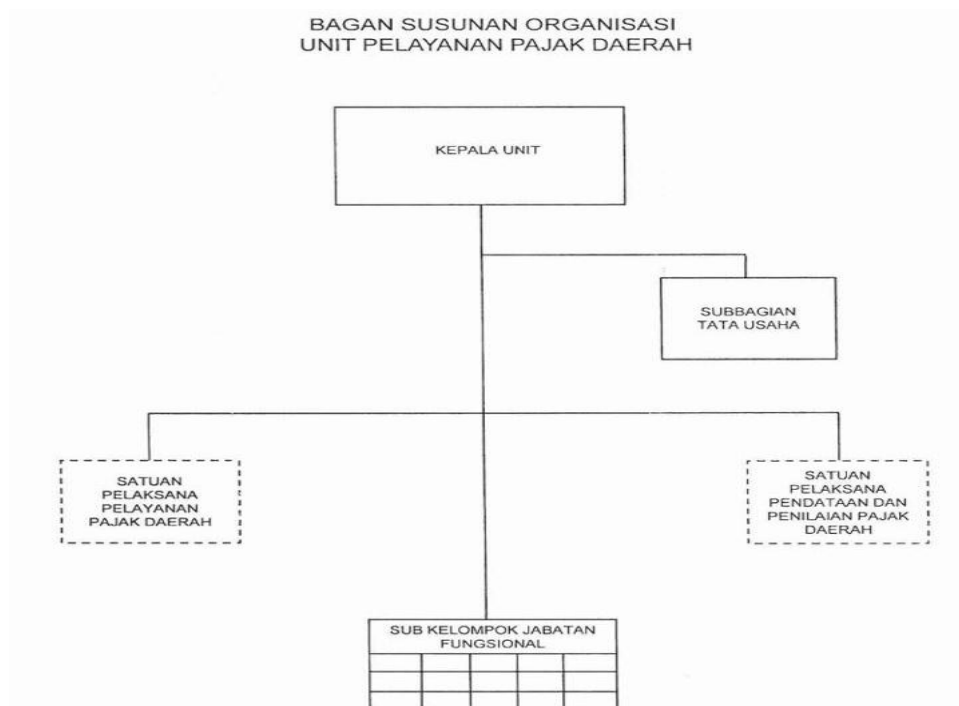 BAGAN SUSUNAN ORGANISASI
UNIT PELAYANAN PAJAK DAERAH
KEPALA UNIT
SUBBAGIAN
TATA USAHA
SATUAN
PELAKSANA
PELAYANAN
PAJAK DAERAH
SATUAN
PELAKSANA
PENDATAAN DAN
PENILAIAN PAJAK
DAERAH
SUB KELOMPOK JABATAN
FUNGSIONAL